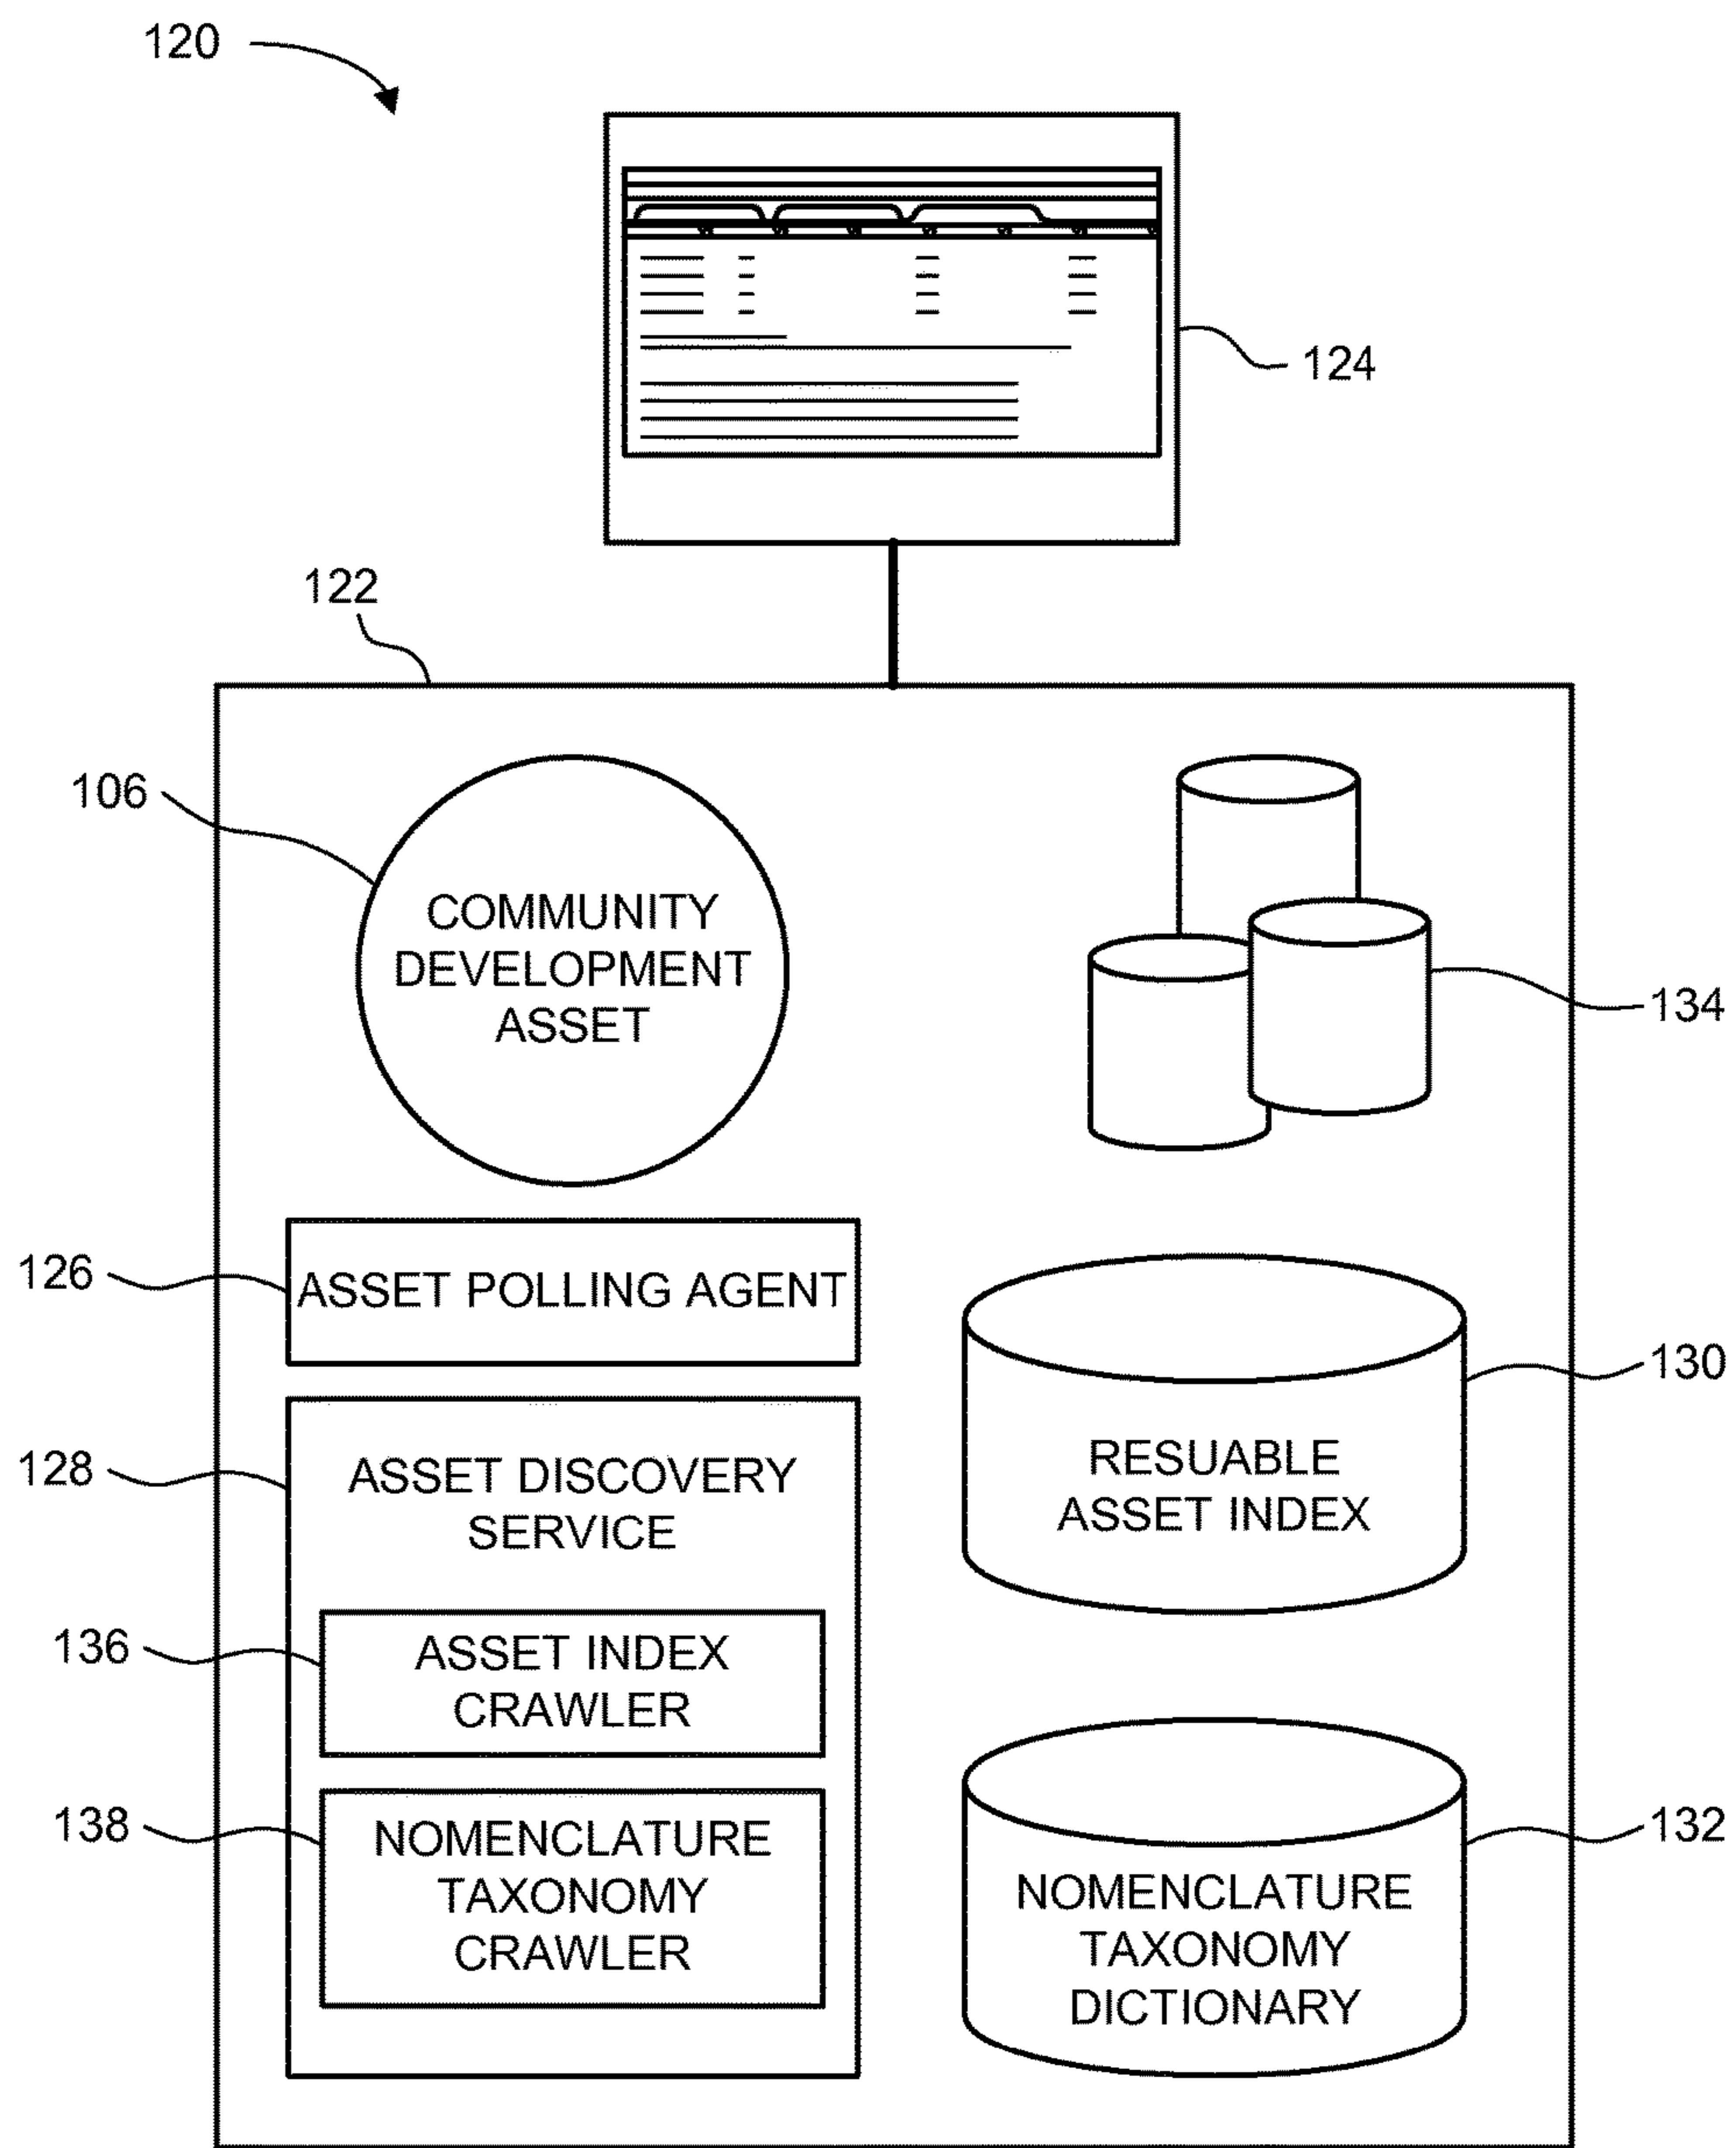 120
124
122
106
COMMUNITY
DEVELOPMENT
ASSET
134
126
ASSET POLLING AGENT
130
RESUABLE
ASSET INDEX
128
ASSET DISCOVERY
SERVICE
136
ASSET INDEX
CRAWLER
138
NOMENCLATURE
TAXONOMY
CRAWLER
132
NOMENCLATURE
TAXONOMY
DICTIONARY